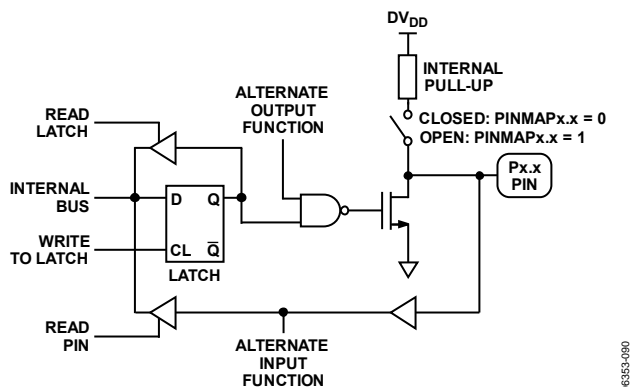 DVDD
INTERNAL
PULL-UP
CLOSED: PINMAPx.x = 0
OPEN: PINMAPx.x = 1
ALTERNATE
OUTPUT
FUNCTION
READ
LATCH
Px.x
PIN
INTERNAL
BUS
D Q
WRITE
TO LATCH
CL Q̅
LATCH
READ
PIN
ALTERNATE
INPUT
FUNCTION
6353-090